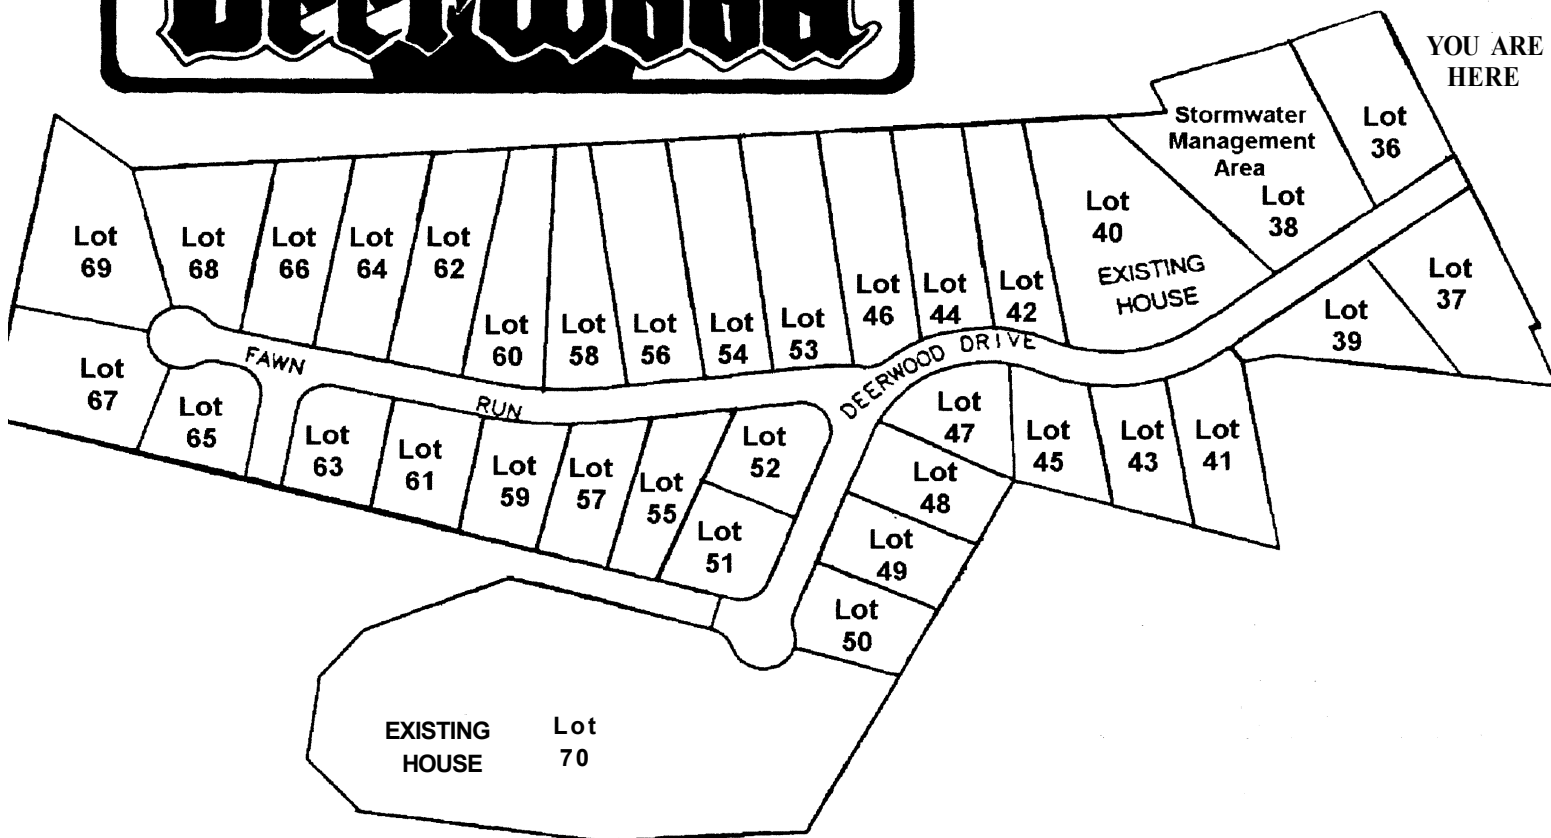 Deerwood
YOU ARE
HERE
Stormwater
Management
Area
Lot
36
Lot
38
Lot
40
EXISTING
HOUSE
Lot
37
Lot
39
Lot
69
Lot
68
Lot
66
Lot
64
Lot
62
Lot
60
Lot
58
Lot
56
Lot
54
Lot
53
Lot
46
Lot
44
Lot
42
FAWN
RUN
DEERWOOD DRIVE
Lot
67
Lot
65
Lot
63
Lot
61
Lot
59
Lot
57
Lot
55
Lot
52
Lot
51
Lot
47
Lot
48
Lot
49
Lot
50
Lot
45
Lot
43
Lot
41
EXISTING
HOUSE
Lot
70